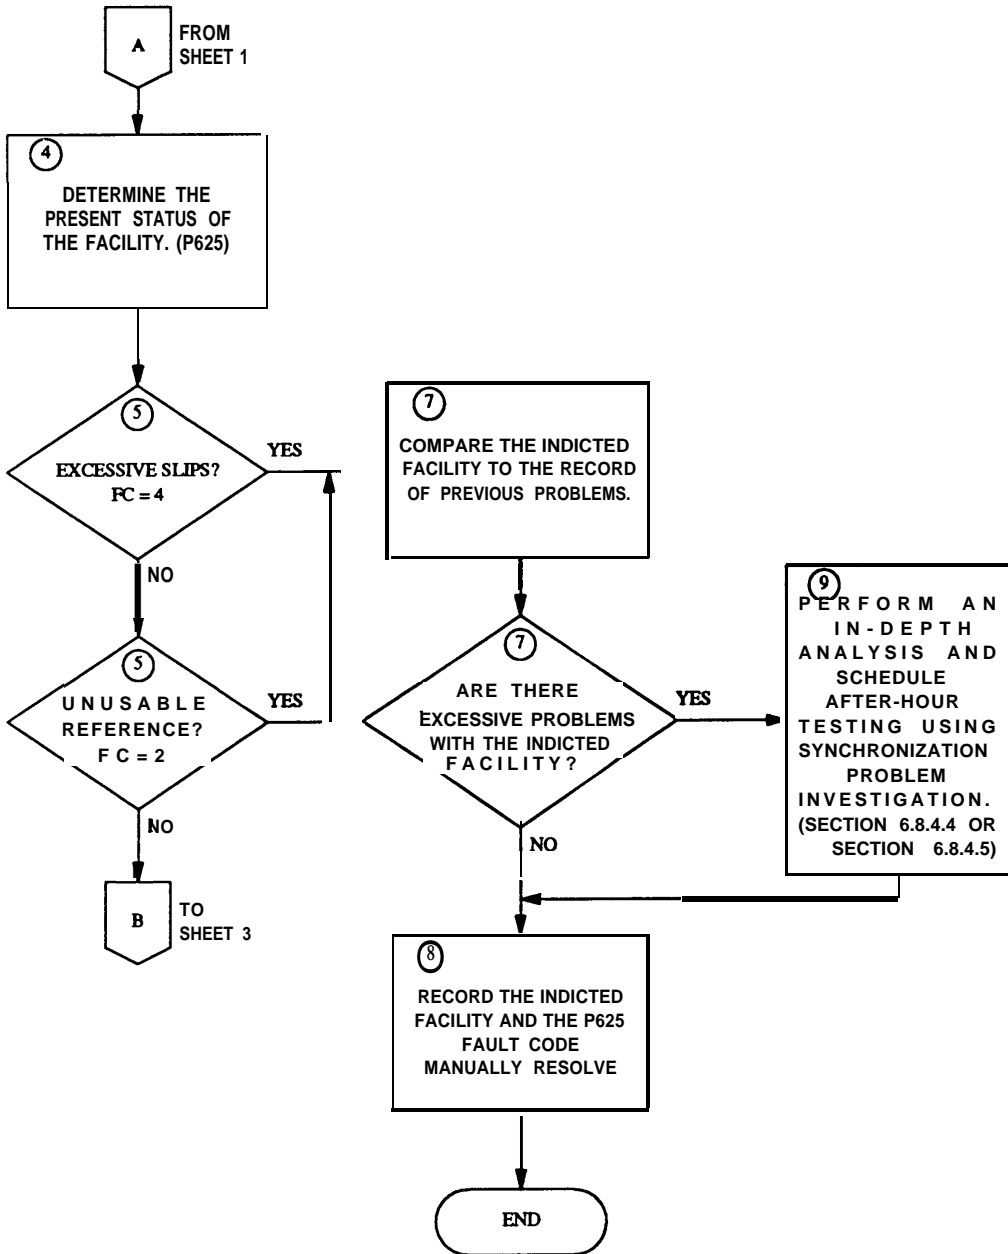 A
FROM
SHEET 1
4
DETERMINE THE
PRESENT STATUS OF
THE FACILITY. (P625)
5
EXCESSIVE SLIPS?
FC = 4
YES
NO
5
UNUSABLE
REFERENCE?
FC = 2
YES
NO
B
TO
SHEET 3
7
COMPARE THE INDICTED
FACILITY TO THE RECORD
OF PREVIOUS PROBLEMS.
7
ARE THERE
EXCESSIVE PROBLEMS
WITH THE INDICTED
FACILITY?
YES
NO
9
PERFORM AN
IN-DEPTH
ANALYSIS AND
SCHEDULE
AFTER-HOUR
TESTING USING
SYNCHRONIZATION
PROBLEM
INVESTIGATION.
(SECTION 6.8.4.4 OR
SECTION 6.8.4.5)
8
RECORD THE INDICTED
FACILITY AND THE P625
FAULT CODE
MANUALLY RESOLVE
END